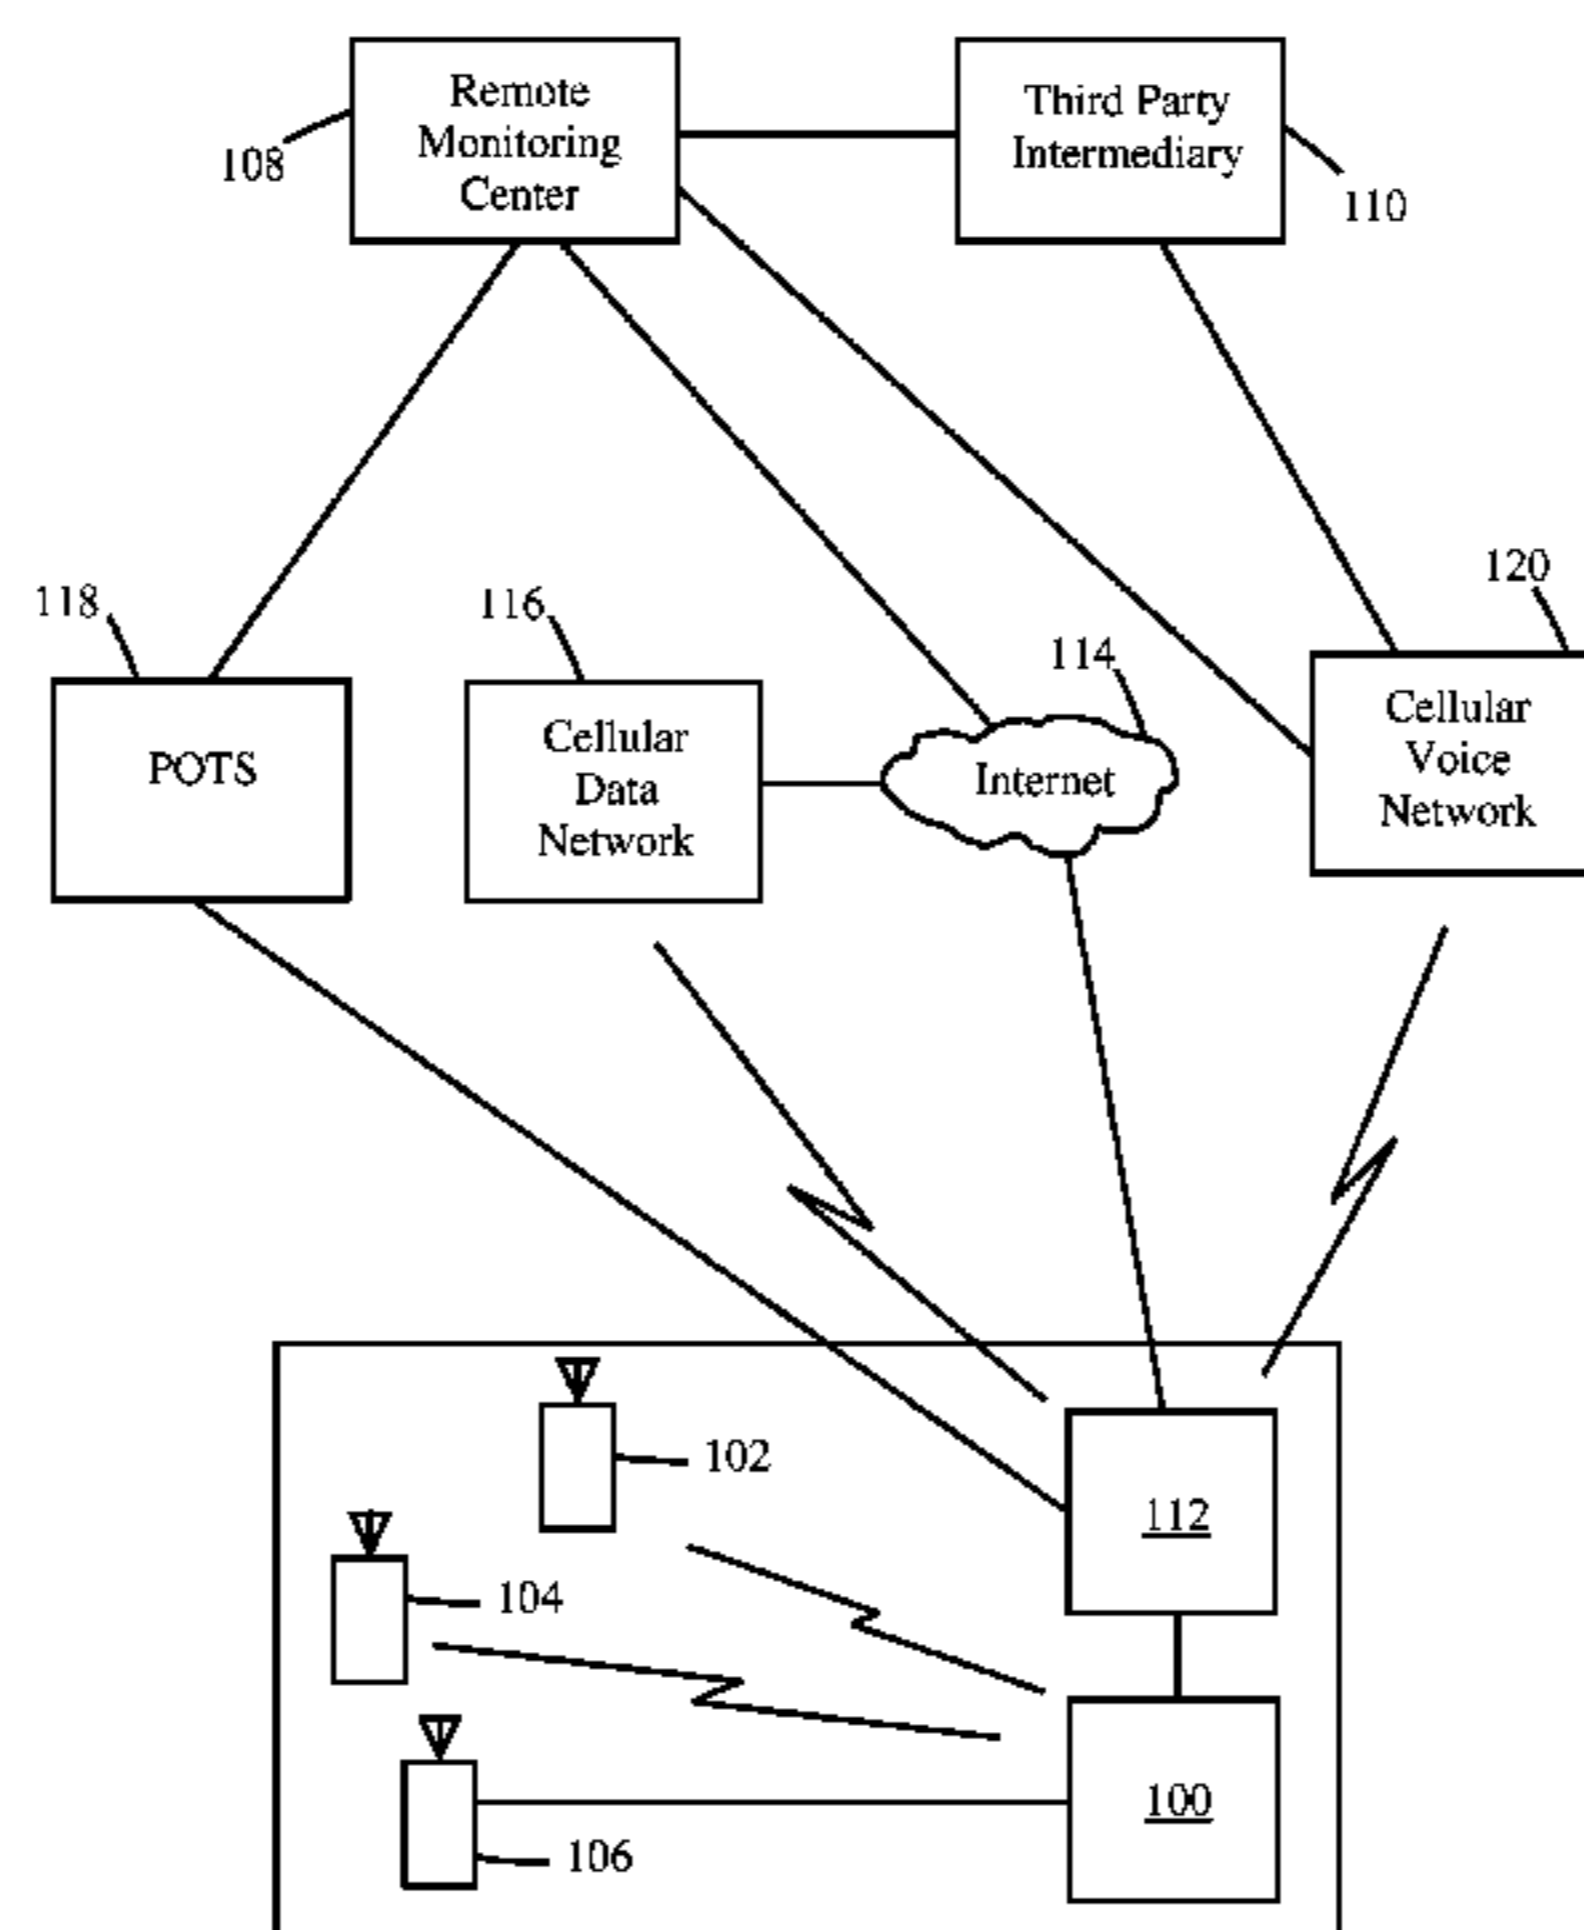 Remote
Monitoring
Center
108
Third Party
Intermediary
110
118
POTS
116
Cellular
Data
Network
114
Internet
120
Cellular
Voice
Network
102
104
106
112
100